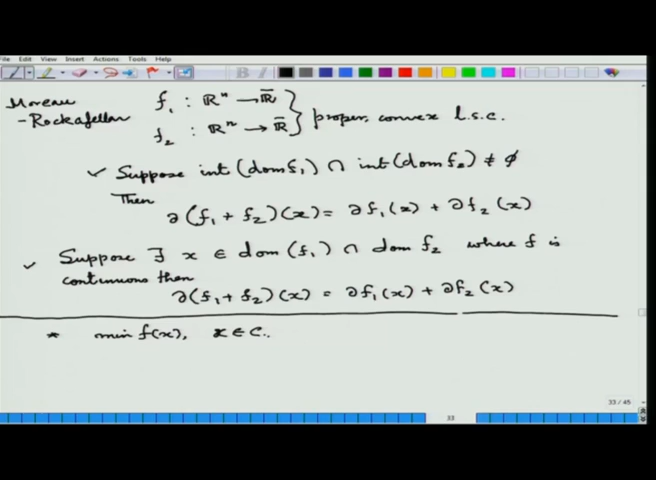 File Edit View Insert Actions Tools Help
Moreau - Rockafellar
f₁ : ℝⁿ → ℝ̄
f₂ : ℝⁿ → ℝ̄
} proper, convex l.s.c.
✓ Suppose int (dom f₁) ∩ int (dom f₂) ≠ ϕ
Then
∂(f₁ + f₂)(x) = ∂f₁(x) + ∂f₂(x)
✓ Suppose ∃ x ∈ dom (f₁) ∩ dom f₂ where f is
continuous then
∂(f₁ + f₂)(x) = ∂f₁(x) + ∂f₂(x)
* min f(x), x ∈ C.
33 / 45
33